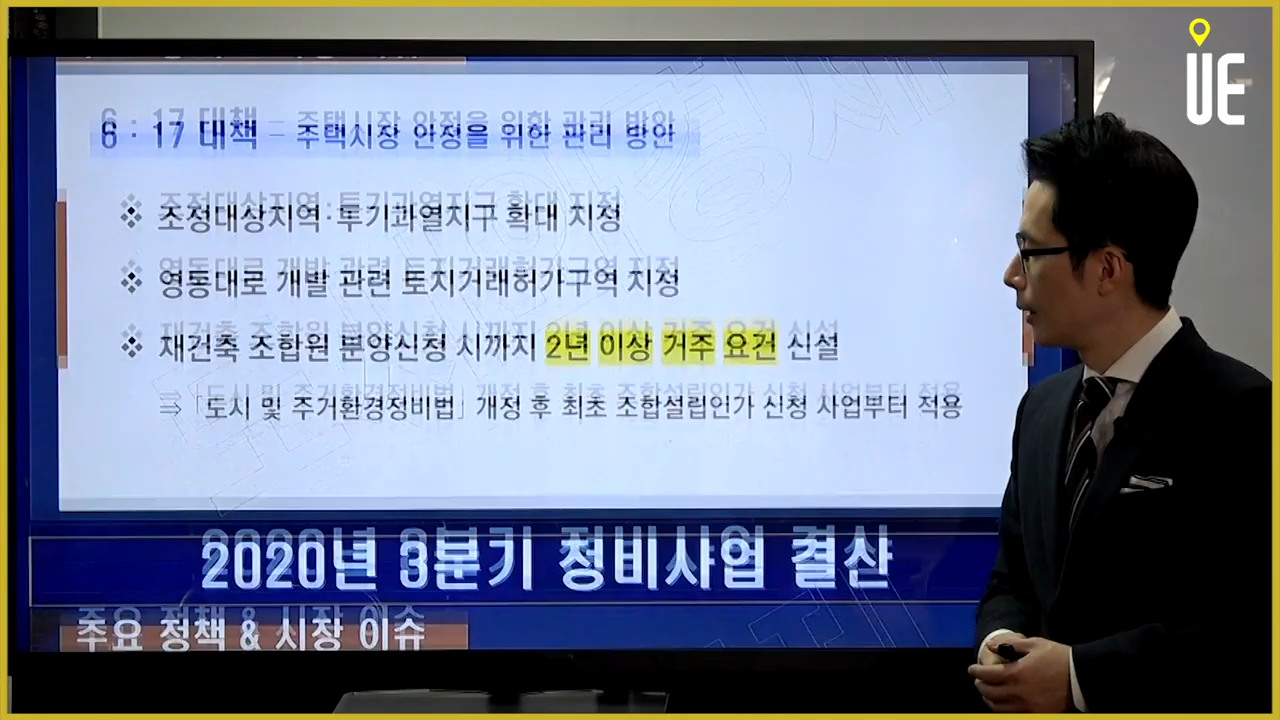 UE
6 · 17 대책 – 주택시장 안정을 위한 관리 방안
❖ 조정대상지역·투기과열지구 확대 지정
❖ 영동대로 개발 관련 토지거래허가구역 지정
❖ 재건축 조합원 분양신청 시까지 2년 이상 거주 요건 신설
⇒ 「도시 및 주거환경정비법」 개정 후 최초 조합설립인가 신청 사업부터 적용
2020년 3분기 정비사업 결산
주요 정책 & 시장 이슈